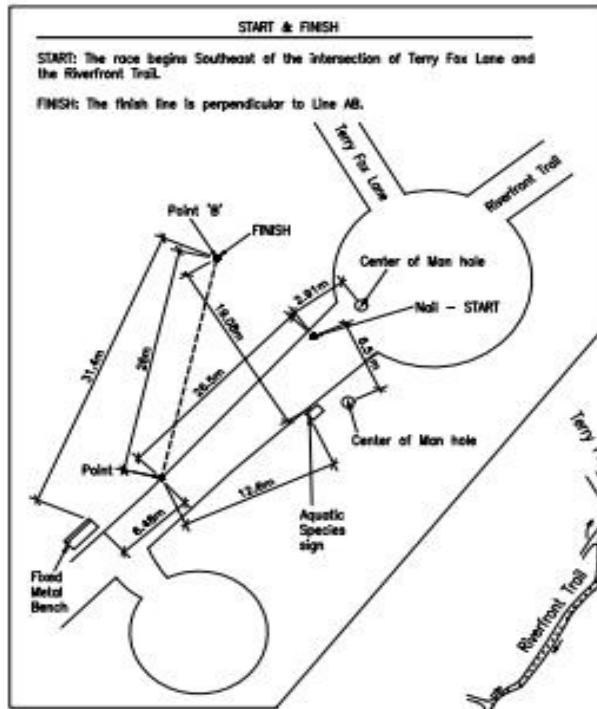 START & FINISH
START: The race begins Southeast of the intersection of Terry Fox Lane and
the Riverfront Trail.
FINISH: The finish line is perpendicular to Line AB.
Terry Fox Lane
Riverfront Trail
Point 'B'
FINISH
Center of Man hole
2.91m
Nail - START
19.08m
31.4m
26m
26.5m
Center of Man hole
Point
12.6m
6.48m
Aquatic
Species
sign
Fixed
Metal
Bench
Riverfront Trail